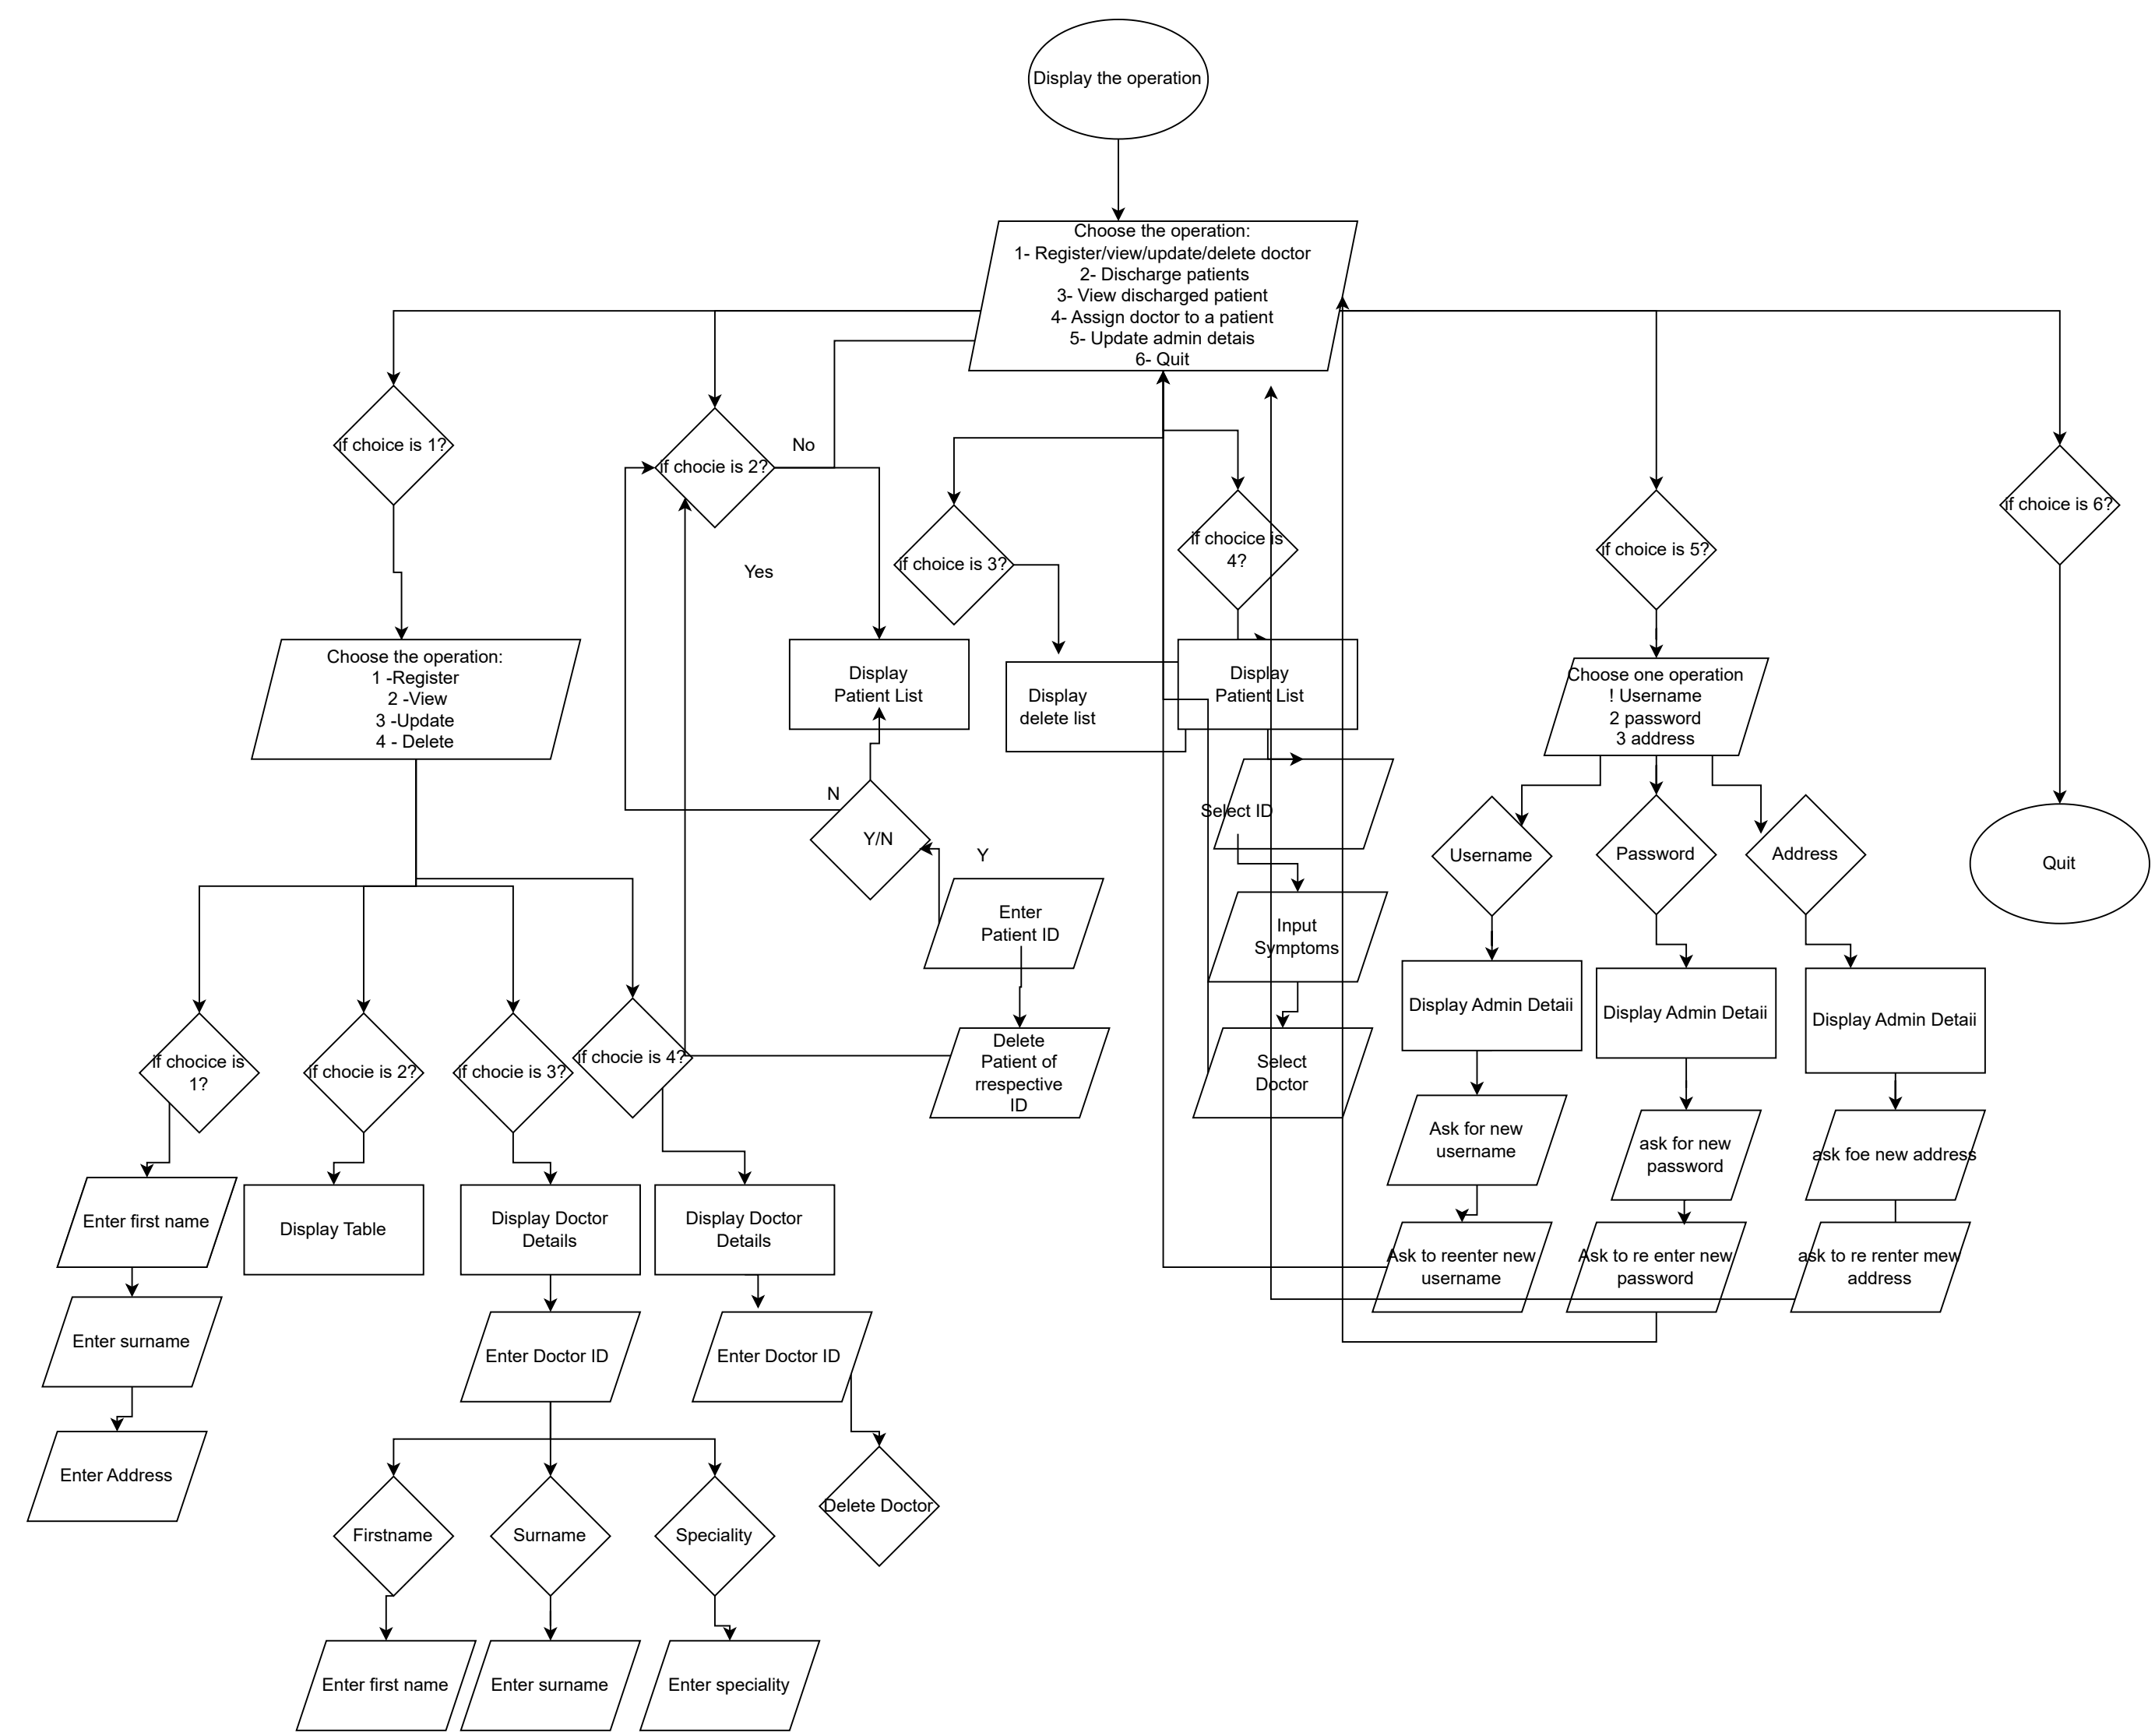 Display the operation
Choose the operation:
1- Register/view/update/delete doctor
2- Discharge patients
3- View discharged patient
4- Assign doctor to a patient
5- Update admin detais
6- Quit
if choice is 1?
No
if chocie is 2?
Yes
if choice is 3?
if chocice is
4?
if choice is 5?
if choice is 6?
Choose the operation:
1 -Register
2 -View
3 -Update
4 - Delete
Display
Patient List
Display
delete list
Display
Patient List
Choose one operation
! Username
2 password
3 address
N
Y/N
Y
Select ID
Username
Password
Address
Quit
Enter
Patient ID
Input
Symptoms
Display Admin Detaii
Display Admin Detaii
Display Admin Detaii
if chocice is
1?
if chocie is 2?
if chocie is 3?
if chocie is 4?
Delete
Patient of
rrespective
ID
Select
Doctor
Ask for new
username
ask for new
password
ask foe new address
Enter first name
Display Table
Display Doctor
Details
Display Doctor
Details
Ask to reenter new
username
Ask to re enter new
password
ask to re renter mew
address
Enter surname
Enter Doctor ID
Enter Doctor ID
Enter Address
Firstname
Surname
Speciality
Delete Doctor
Enter first name
Enter surname
Enter speciality